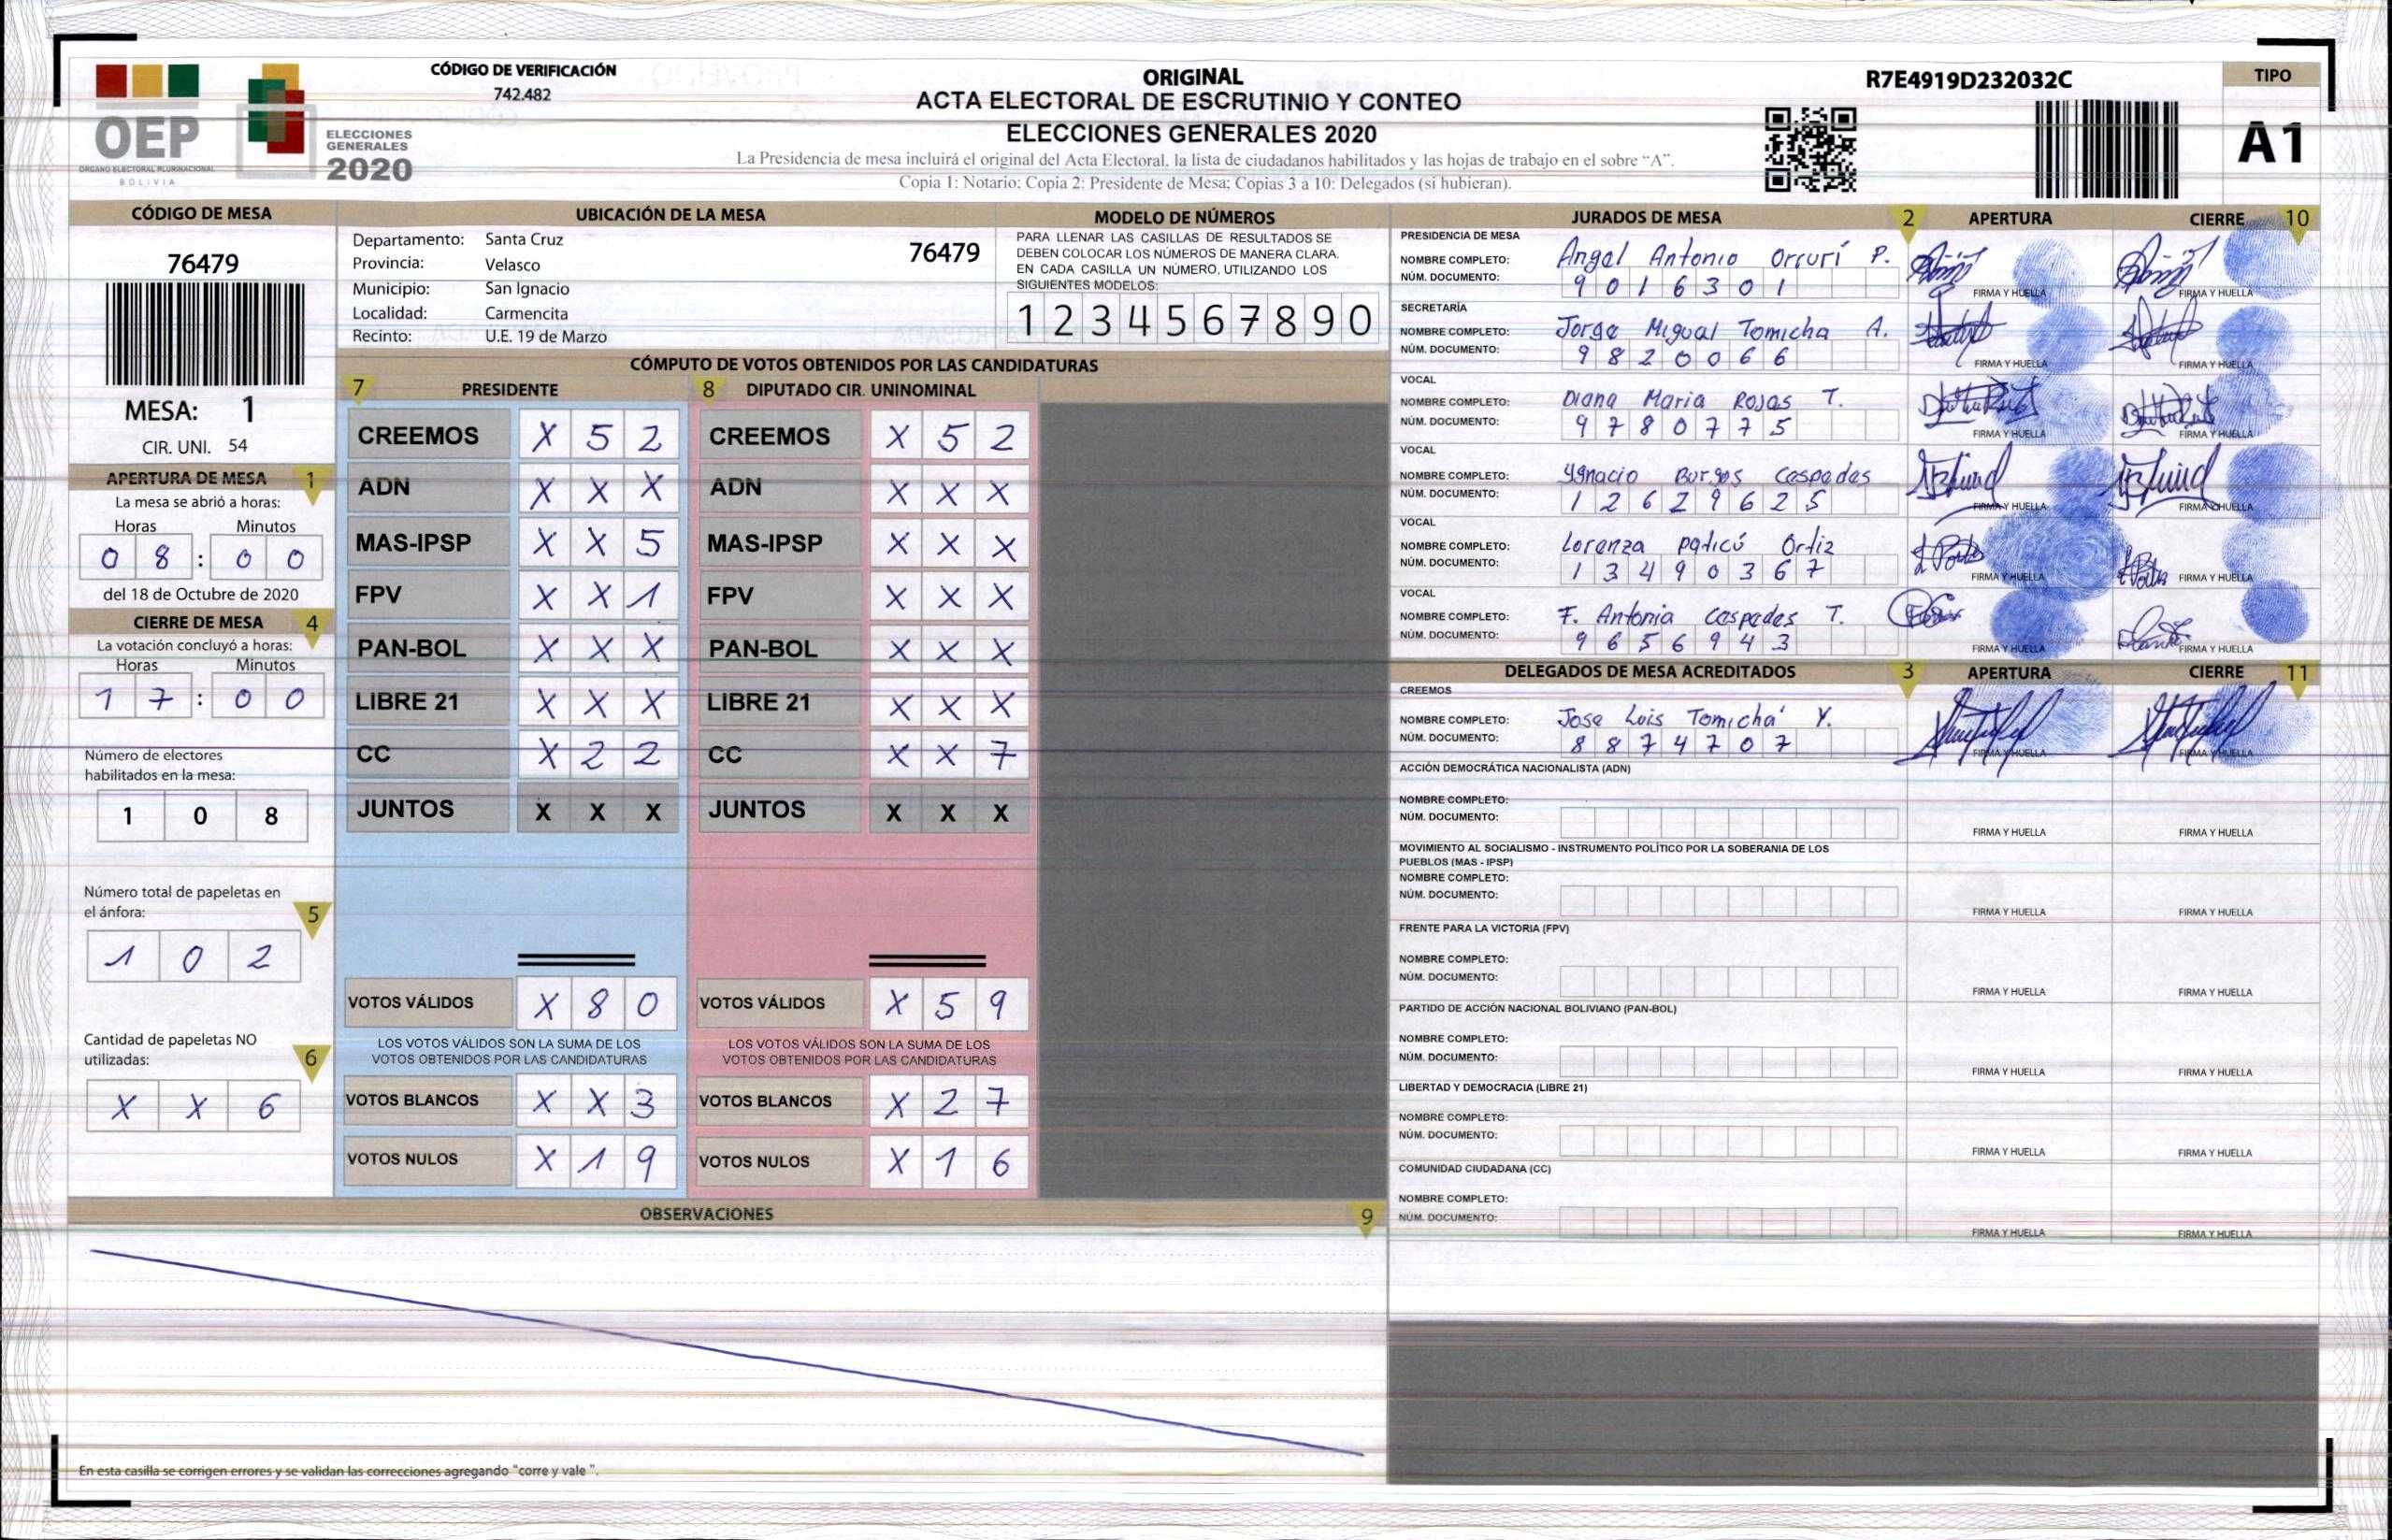 CÓDIGO DE VERIFICACIÓN
742.482
OEP
ÓRGANO ELECTORAL PLURINACIONAL
BOLIVIA
ELECCIONES
GENERALES
2020
ORIGINAL
ACTA ELECTORAL DE ESCRUTINIO Y CONTEO
ELECCIONES GENERALES 2020
La Presidencia de mesa incluirá el original del Acta Electoral, la lista de ciudadanos habilitados y las hojas de trabajo en el sobre “A”.
Copia 1: Notario; Copia 2: Presidente de Mesa; Copias 3 a 10: Delegados (si hubieran).
R7E4919D232032C
TIPO
A1
CÓDIGO DE MESA
76479
MESA: 1
CIR. UNI. 54
APERTURA DE MESA 1
La mesa se abrió a horas:
Horas Minutos
0 8 : 0 0
del 18 de Octubre de 2020
CIERRE DE MESA 4
La votación concluyó a horas:
Horas Minutos
1 7 : 0 0
Número de electores
habilitados en la mesa:
1 0 8
Número total de papeletas en
el ánfora: 5
1 0 2
Cantidad de papeletas NO
utilizadas: 6
X X 6
UBICACIÓN DE LA MESA
Departamento: Santa Cruz 76479
Provincia: Velasco
Municipio: San Ignacio
Localidad: Carmencita
Recinto: U.E. 19 de Marzo
MODELO DE NÚMEROS
PARA LLENAR LAS CASILLAS DE RESULTADOS SE
DEBEN COLOCAR LOS NÚMEROS DE MANERA CLARA.
EN CADA CASILLA UN NÚMERO, UTILIZANDO LOS
SIGUIENTES MODELOS:
1 2 3 4 5 6 7 8 9 0
CÓMPUTO DE VOTOS OBTENIDOS POR LAS CANDIDATURAS
7 PRESIDENTE 8 DIPUTADO CIR. UNINOMINAL
CREEMOS X 5 2 CREEMOS X 5 2
ADN X X X ADN X X X
MAS-IPSP X X 5 MAS-IPSP X X X
FPV X X 1 FPV X X X
PAN-BOL X X X PAN-BOL X X X
LIBRE 21 X X X LIBRE 21 X X X
CC X 2 2 CC X X 7
JUNTOS X X X JUNTOS X X X
VOTOS VÁLIDOS X 8 0 VOTOS VÁLIDOS X 5 9
LOS VOTOS VÁLIDOS SON LA SUMA DE LOS LOS VOTOS VÁLIDOS SON LA SUMA DE LOS
VOTOS OBTENIDOS POR LAS CANDIDATURAS VOTOS OBTENIDOS POR LAS CANDIDATURAS
VOTOS BLANCOS X X 3 VOTOS BLANCOS X 2 7
VOTOS NULOS X 1 9 VOTOS NULOS X 1 6
OBSERVACIONES 9
En esta casilla se corrigen errores y se validan las correcciones agregando “corre y vale”.
JURADOS DE MESA 2 APERTURA CIERRE 10
PRESIDENCIA DE MESA
NOMBRE COMPLETO: Angel Antonio Orcurí P.
NÚM. DOCUMENTO: 9 0 1 6 3 0 1
FIRMA Y HUELLA FIRMA Y HUELLA
SECRETARÍA
NOMBRE COMPLETO: Jorge Miguel Tomicha A.
NÚM. DOCUMENTO: 9 8 2 0 0 6 6
FIRMA Y HUELLA FIRMA Y HUELLA
VOCAL
NOMBRE COMPLETO: Diana Maria Rojas T.
NÚM. DOCUMENTO: 9 7 8 0 7 7 5
FIRMA Y HUELLA FIRMA Y HUELLA
VOCAL
NOMBRE COMPLETO: Ygnacio Burgos Cespedes
NÚM. DOCUMENTO: 1 2 6 2 9 6 2 5
FIRMA Y HUELLA FIRMA Y HUELLA
VOCAL
NOMBRE COMPLETO: Lorenza Paticú Ortiz
NÚM. DOCUMENTO: 1 3 4 9 0 3 6 7
FIRMA Y HUELLA FIRMA Y HUELLA
VOCAL
NOMBRE COMPLETO: F. Antonia Cespedes T.
NÚM. DOCUMENTO: 9 6 5 6 9 4 3
FIRMA Y HUELLA FIRMA Y HUELLA
DELEGADOS DE MESA ACREDITADOS 3 APERTURA CIERRE 11
CREEMOS
NOMBRE COMPLETO: Jose Luis Tomichá Y.
NÚM. DOCUMENTO: 8 8 7 4 7 0 7
FIRMA Y HUELLA FIRMA Y HUELLA
ACCIÓN DEMOCRÁTICA NACIONALISTA (ADN)
NOMBRE COMPLETO:
NÚM. DOCUMENTO:
FIRMA Y HUELLA FIRMA Y HUELLA
MOVIMIENTO AL SOCIALISMO - INSTRUMENTO POLÍTICO POR LA SOBERANIA DE LOS
PUEBLOS (MAS - IPSP)
NOMBRE COMPLETO:
NÚM. DOCUMENTO:
FIRMA Y HUELLA FIRMA Y HUELLA
FRENTE PARA LA VICTORIA (FPV)
NOMBRE COMPLETO:
NÚM. DOCUMENTO:
FIRMA Y HUELLA FIRMA Y HUELLA
PARTIDO DE ACCIÓN NACIONAL BOLIVIANO (PAN-BOL)
NOMBRE COMPLETO:
NÚM. DOCUMENTO:
FIRMA Y HUELLA FIRMA Y HUELLA
LIBERTAD Y DEMOCRACIA (LIBRE 21)
NOMBRE COMPLETO:
NÚM. DOCUMENTO:
FIRMA Y HUELLA FIRMA Y HUELLA
COMUNIDAD CIUDADANA (CC)
NOMBRE COMPLETO:
NÚM. DOCUMENTO:
FIRMA Y HUELLA FIRMA Y HUELLA